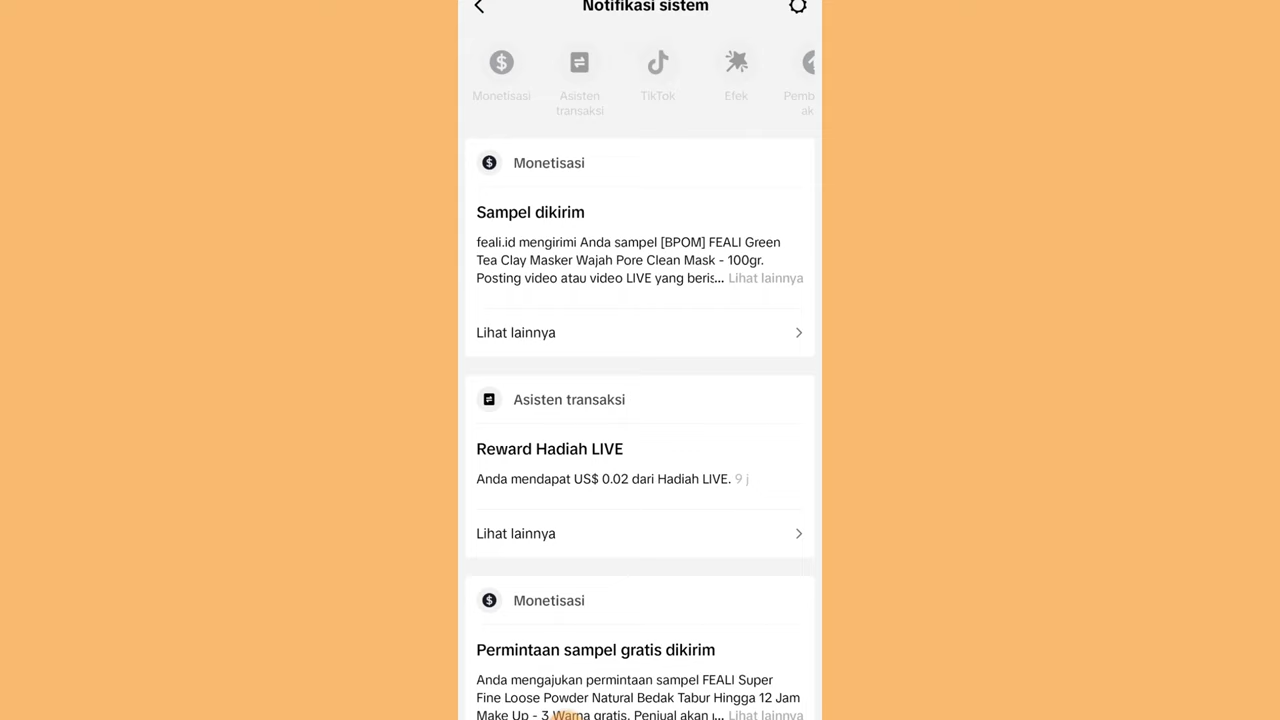 Notifikasi sistem
Monetisasi
Asisten
transaksi
TikTok
Efek
Pemb
ak
Monetisasi
Sampel dikirim
feali.id mengirimi Anda sampel [BPOM] FEALI Green
Tea Clay Masker Wajah Pore Clean Mask - 100gr.
Posting video atau video LIVE yang beris... Lihat lainnya
Lihat lainnya
Asisten transaksi
Reward Hadiah LIVE
Anda mendapat US$ 0.02 dari Hadiah LIVE. 9 j
Lihat lainnya
Monetisasi
Permintaan sampel gratis dikirim
Anda mengajukan permintaan sampel FEALI Super
Fine Loose Powder Natural Bedak Tabur Hingga 12 Jam
Make Up - 3 Warna gratis. Penjual akan ... Lihat lainnya